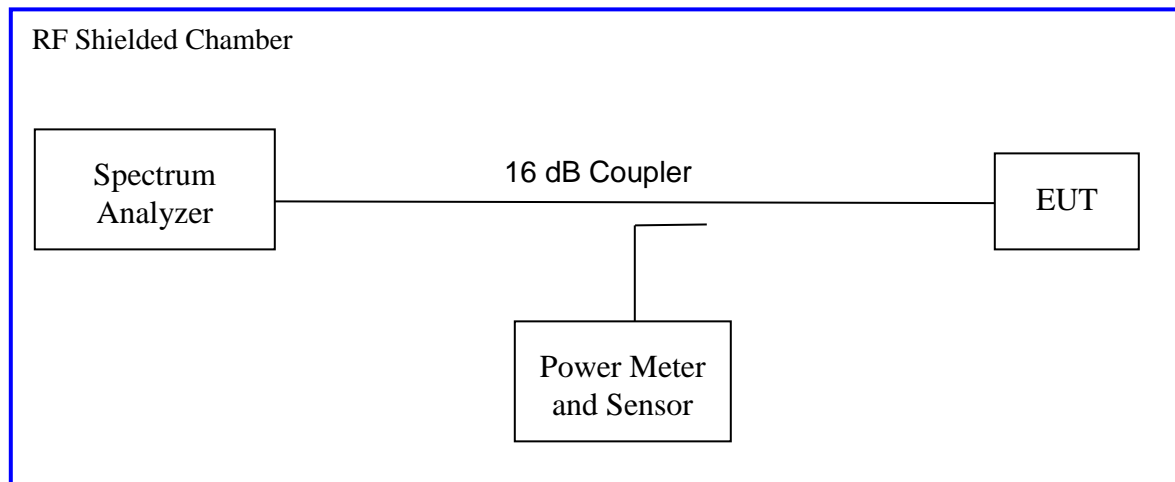 RF Shielded Chamber
Spectrum
Analyzer
16 dB Coupler
EUT
Power Meter
and Sensor